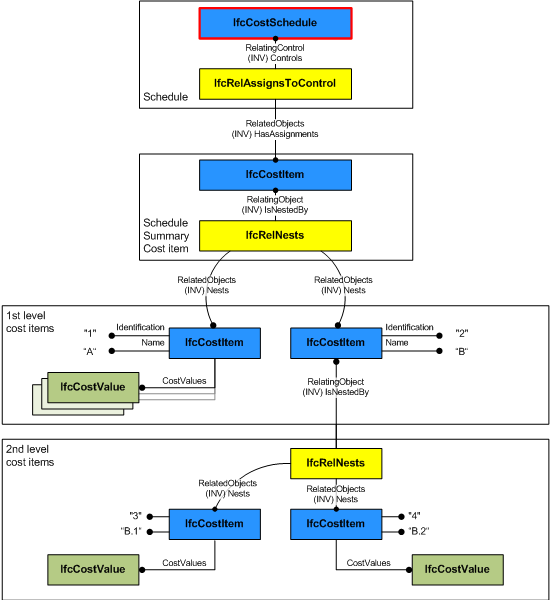 IfcCostSchedule
RelatingControl
(INV) Controls
IfcRelAssignsToControl
Schedule
RelatedObjects
(INV) HasAssignments
IfcCostItem
RelatingObject
(INV) IsNestedBy
Schedule
Summary
Cost item
IfcRelNests
RelatedObjects
(INV) Nests
RelatedObjects
(INV) Nests
1st level
cost items
"1"
Identification
"A"
Name
IfcCostItem
IfcCostItem
Identification
"2"
Name
"B"
IfcCostValue
CostValues
RelatingObject
(INV) IsNestedBy
2nd level
cost items
IfcRelNests
RelatedObjects
(INV) Nests
RelatedObjects
(INV) Nests
"3"
"B.1"
IfcCostItem
IfcCostItem
"4"
"B.2"
IfcCostValue
CostValues
CostValues
IfcCostValue